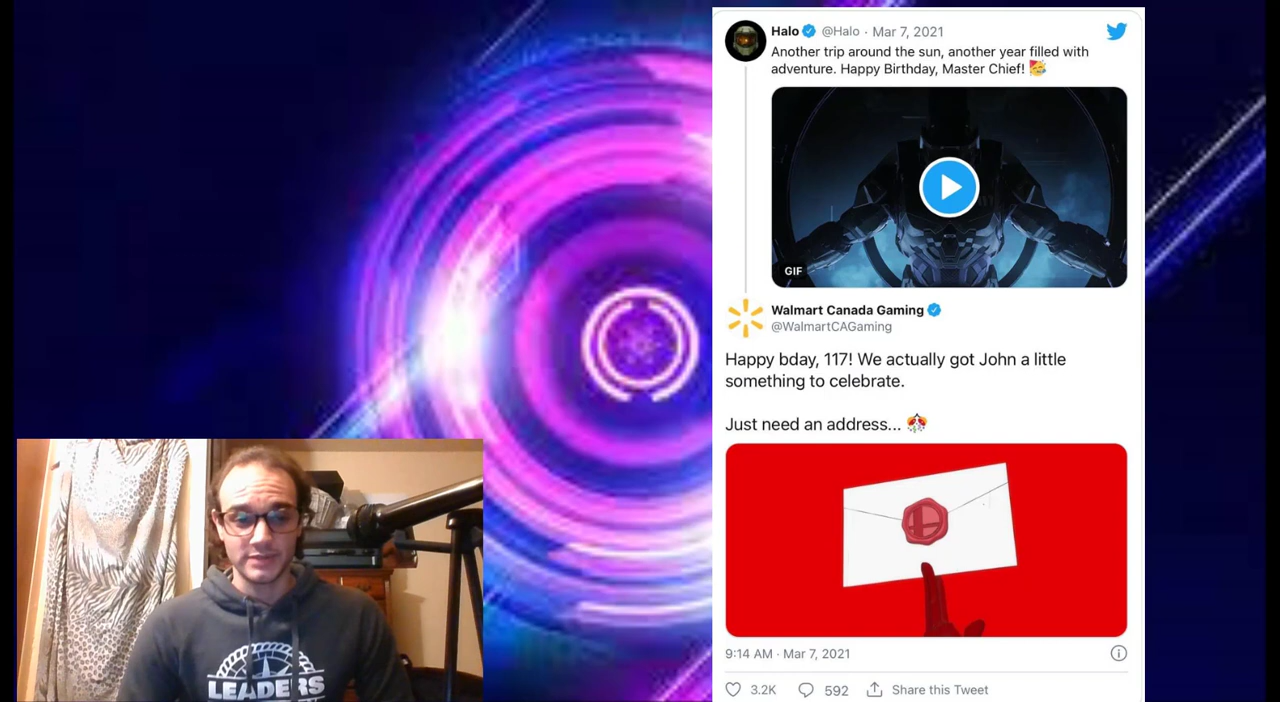 Halo @Halo · Mar 7, 2021
Another trip around the sun, another year filled with
adventure. Happy Birthday, Master Chief! 🥳
GIF
Walmart Canada Gaming
@WalmartCAGaming
Happy bday, 117! We actually got John a little
something to celebrate.
Just need an address... 🎊
9:14 AM · Mar 7, 2021
3.2K 592 Share this Tweet
LEADERS